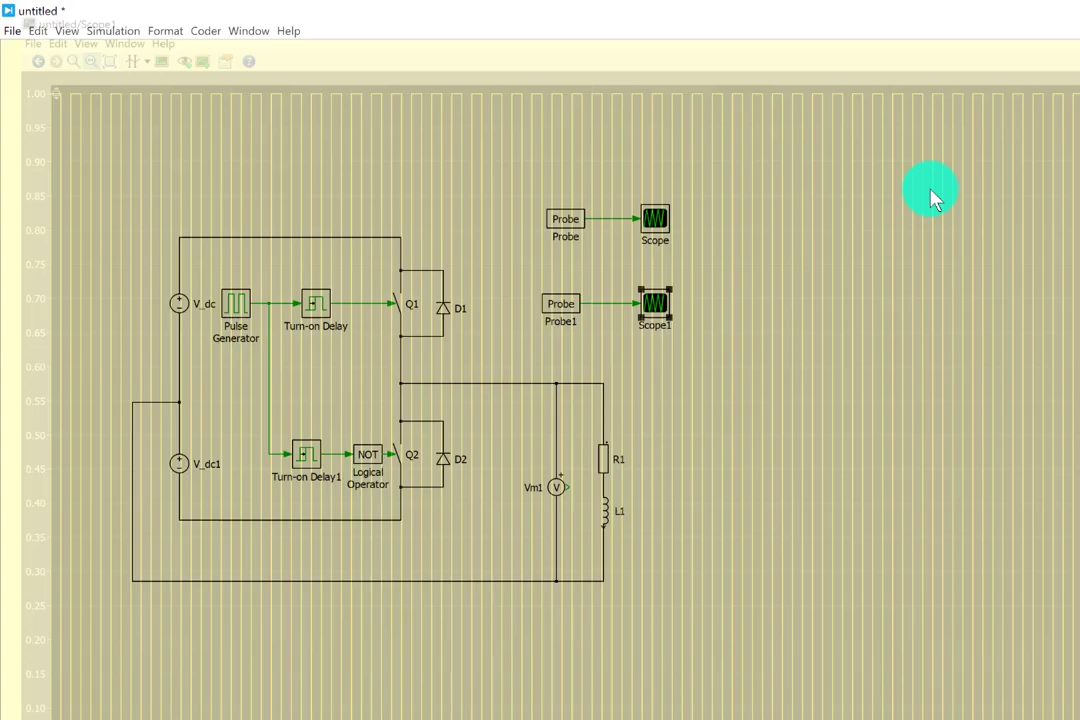 untitled *
untitled/Scope1
File Edit View Simulation Format Coder Window Help
File Edit View Window Help
1.00
0.95
0.90
0.85
Probe
Probe
Scope
0.80
0.75
V_dc
Pulse
Generator
Turn-on Delay
Q1
D1
Probe
Probe1
Scope1
0.70
0.65
0.60
0.55
0.50
V_dc1
Turn-on Delay1
NOT
Logical
Operator
Q2
D2
0.45
Vm1
V
R1
L1
0.40
0.35
0.30
0.25
0.20
0.15
0.10